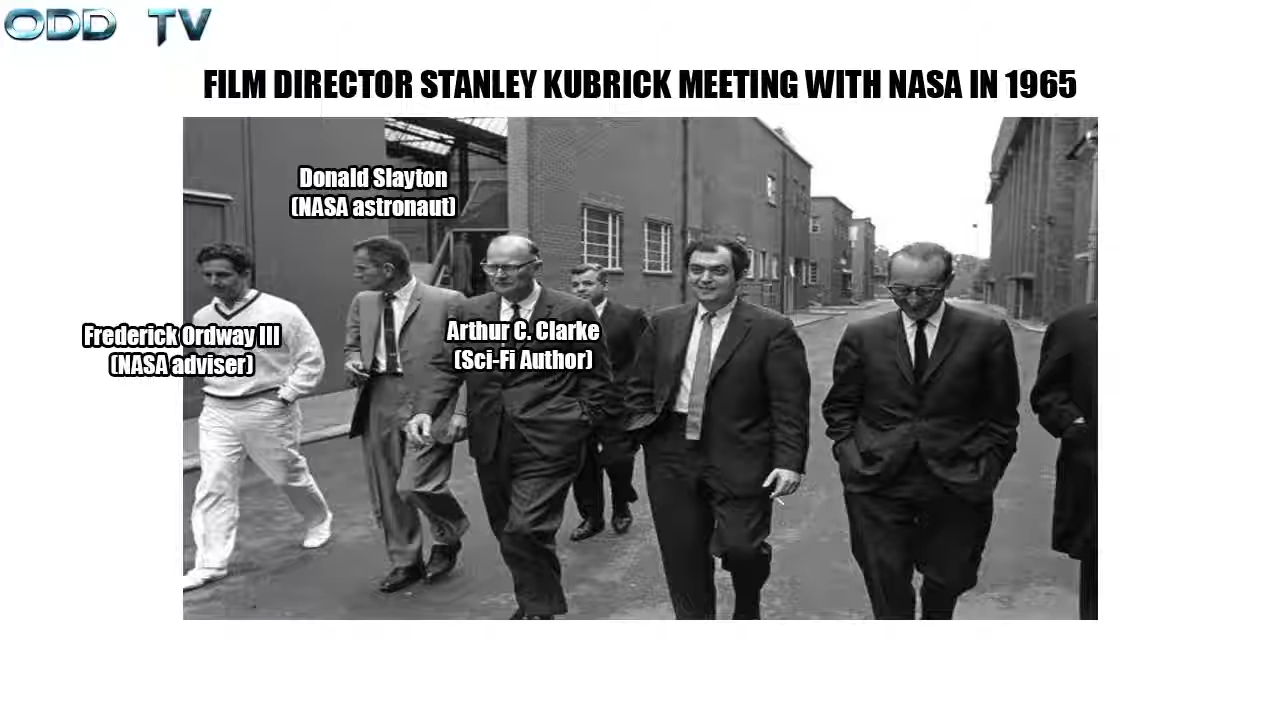 ODD TV
FILM DIRECTOR STANLEY KUBRICK MEETING WITH NASA IN 1965
Donald Slayton
(NASA astronaut)
Frederick Ordway III
(NASA adviser)
Arthur C. Clarke
(Sci-Fi Author)